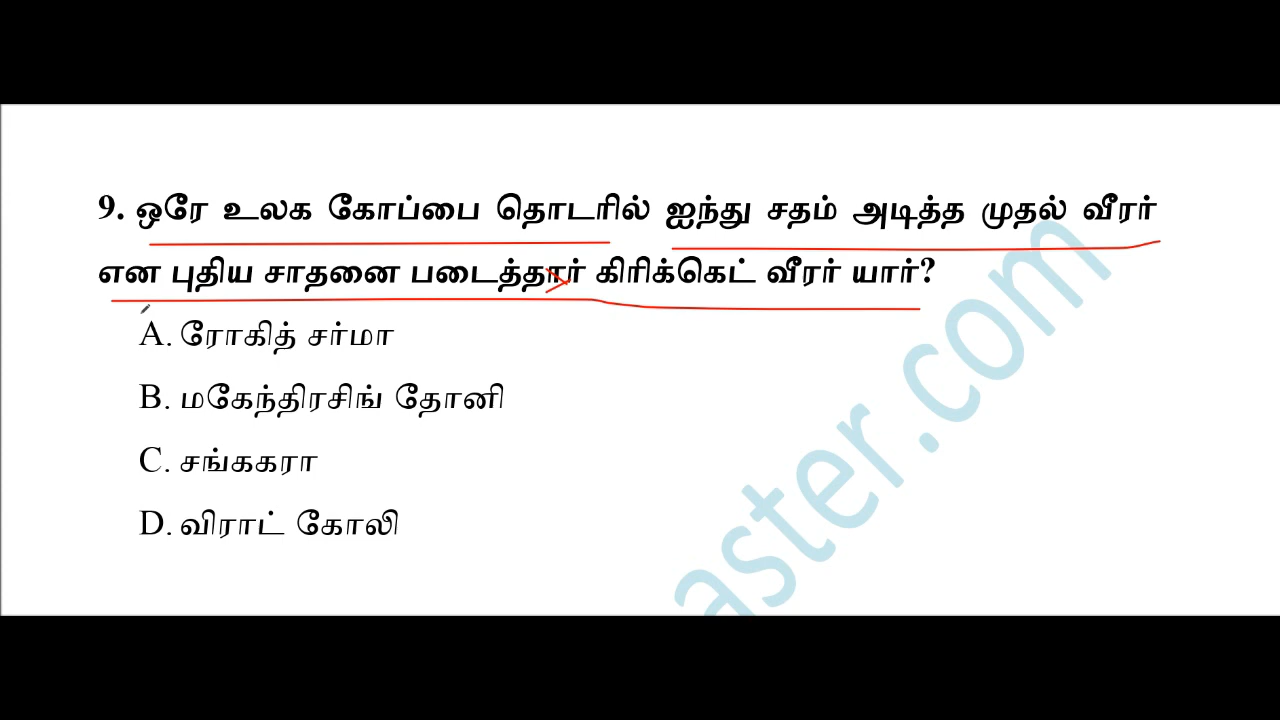 9. ஒரே உலக கோப்பை தொடரில் ஐந்து சதம் அடித்த முதல் வீரர்
என புதிய சாதனை படைத்தார் கிரிக்கெட் வீரர் யார்?
A. ரோகித் சர்மா
B. மகேந்திரசிங் தோனி
C. சங்ககரா
D. விராட் கோலி
aster.com